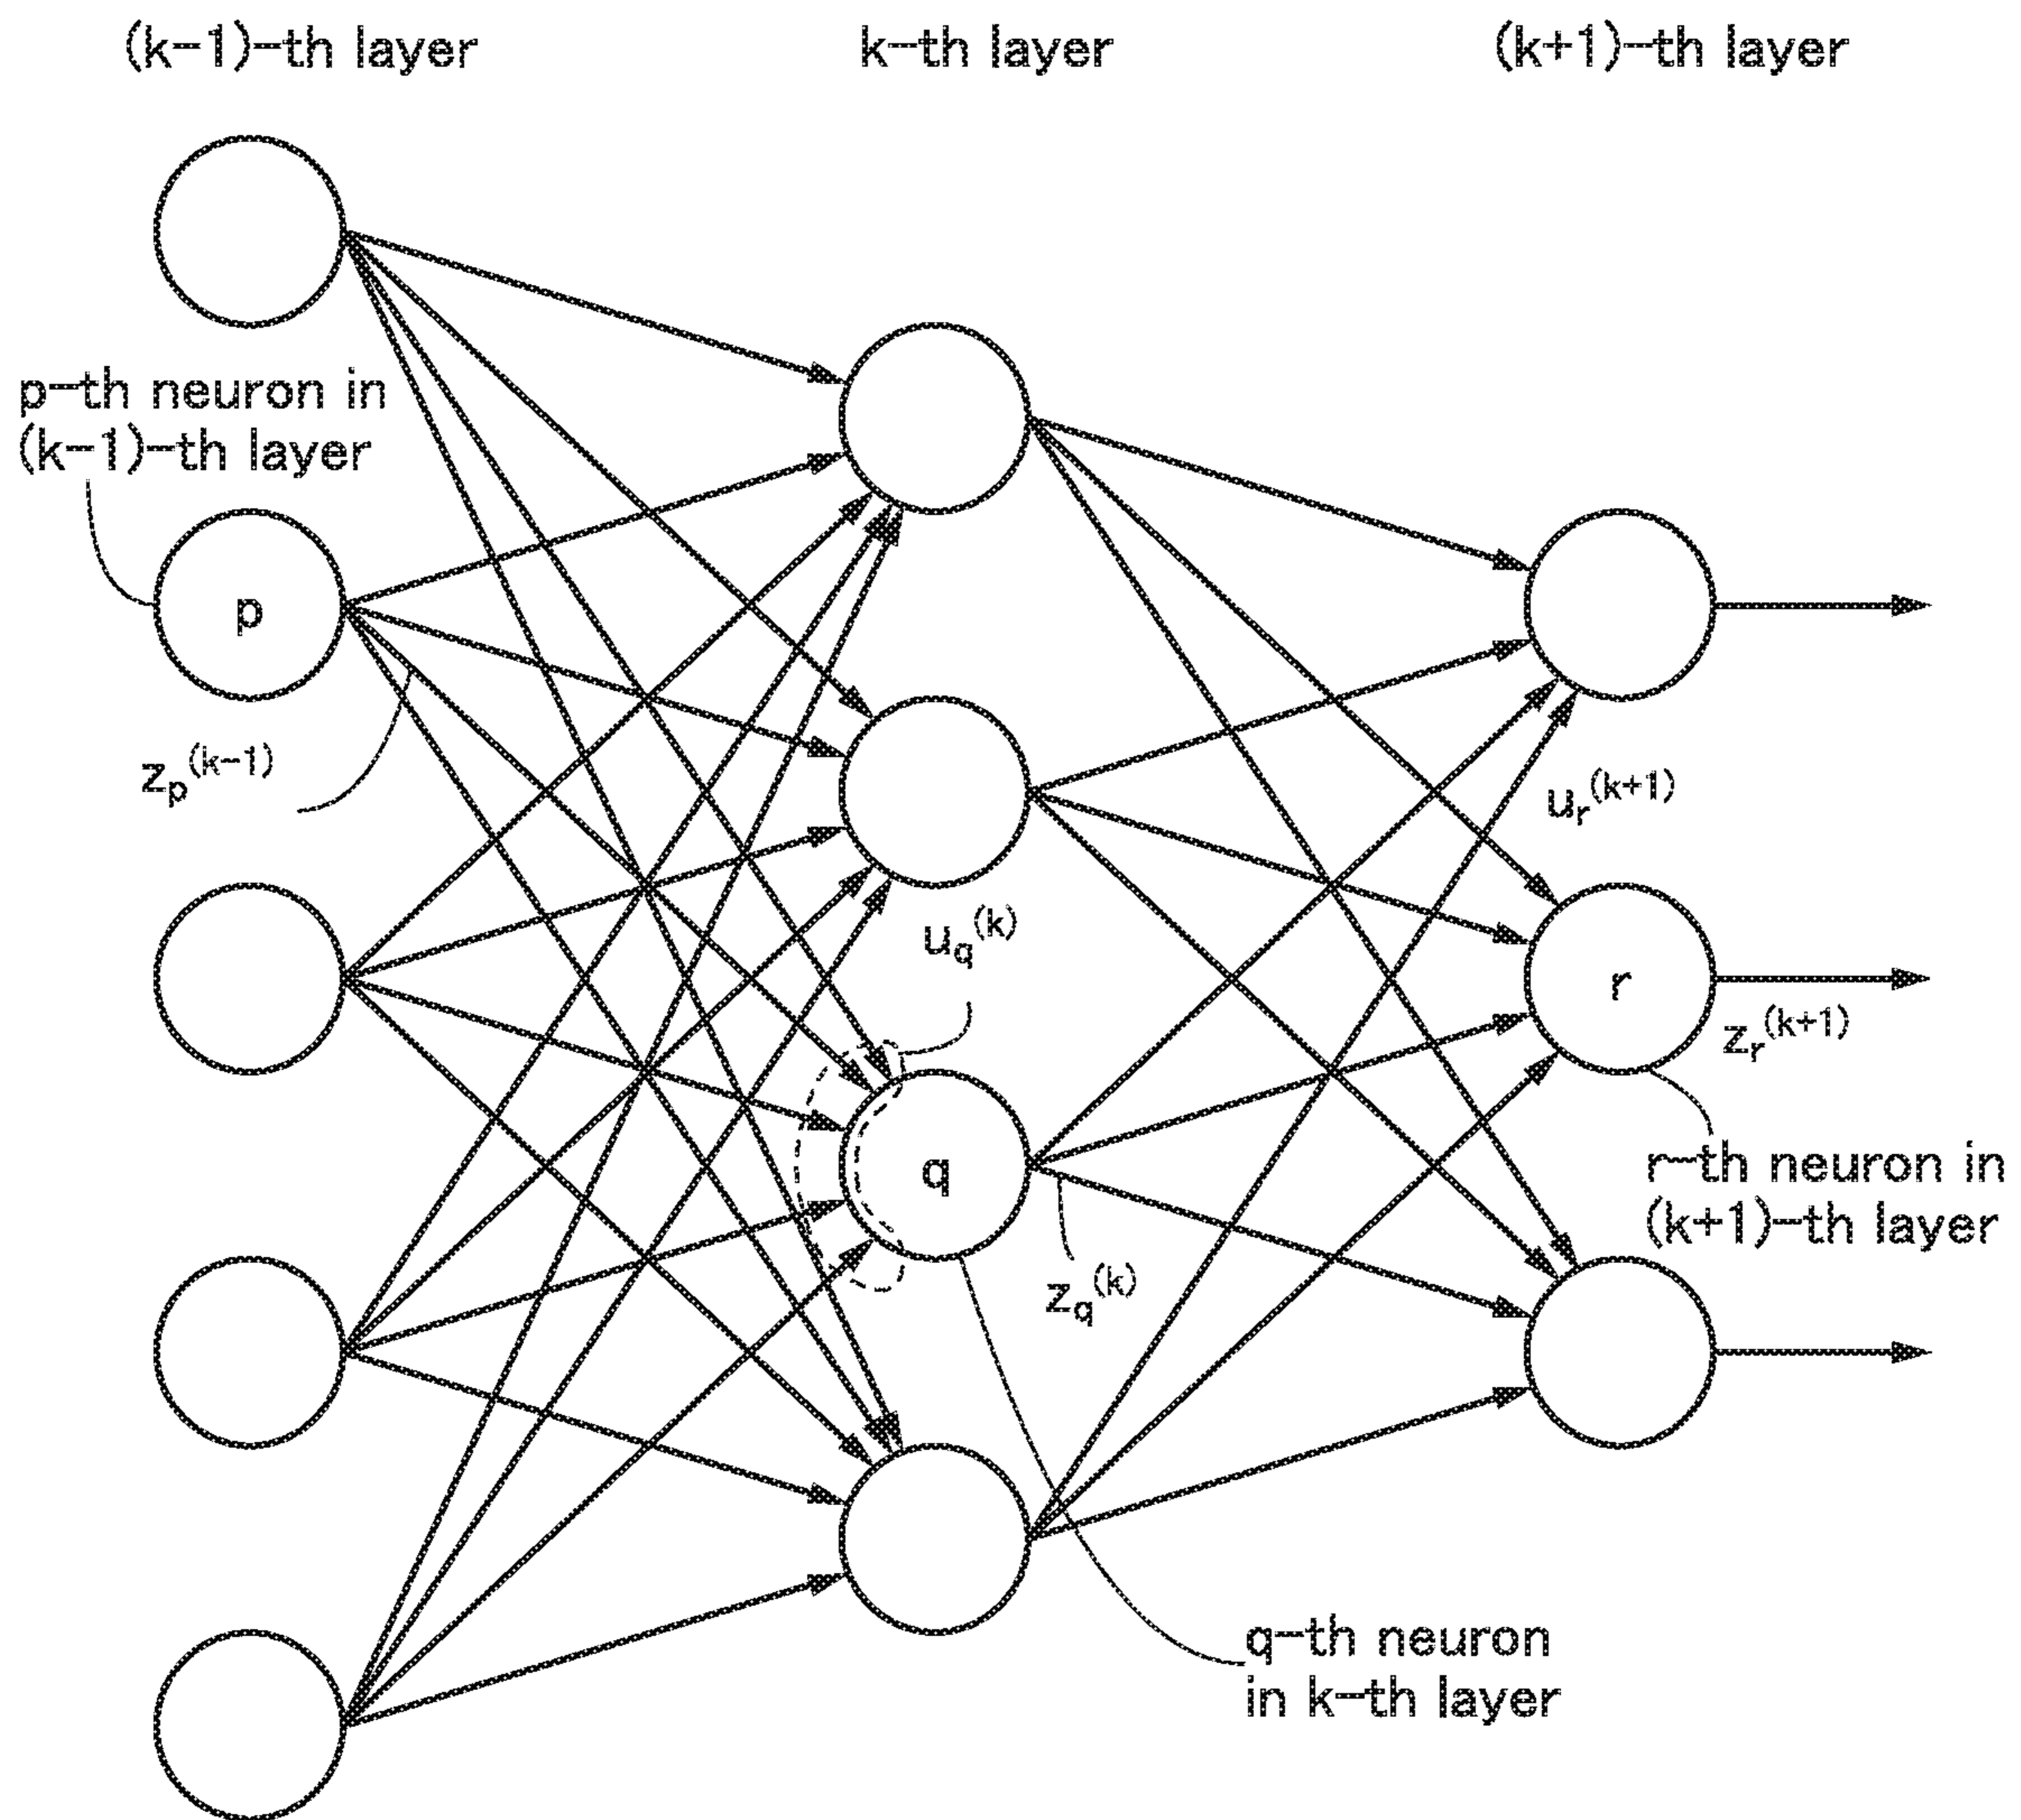 (k-1)-th layer
k-th layer
(k+1)-th layer
p-th neuron in
(k-1)-th layer
p
zp(k-1)
ur(k+1)
uq(k)
r
zr(k+1)
q
r-th neuron in
(k+1)-th layer
zq(k)
q-th neuron
in k-th layer